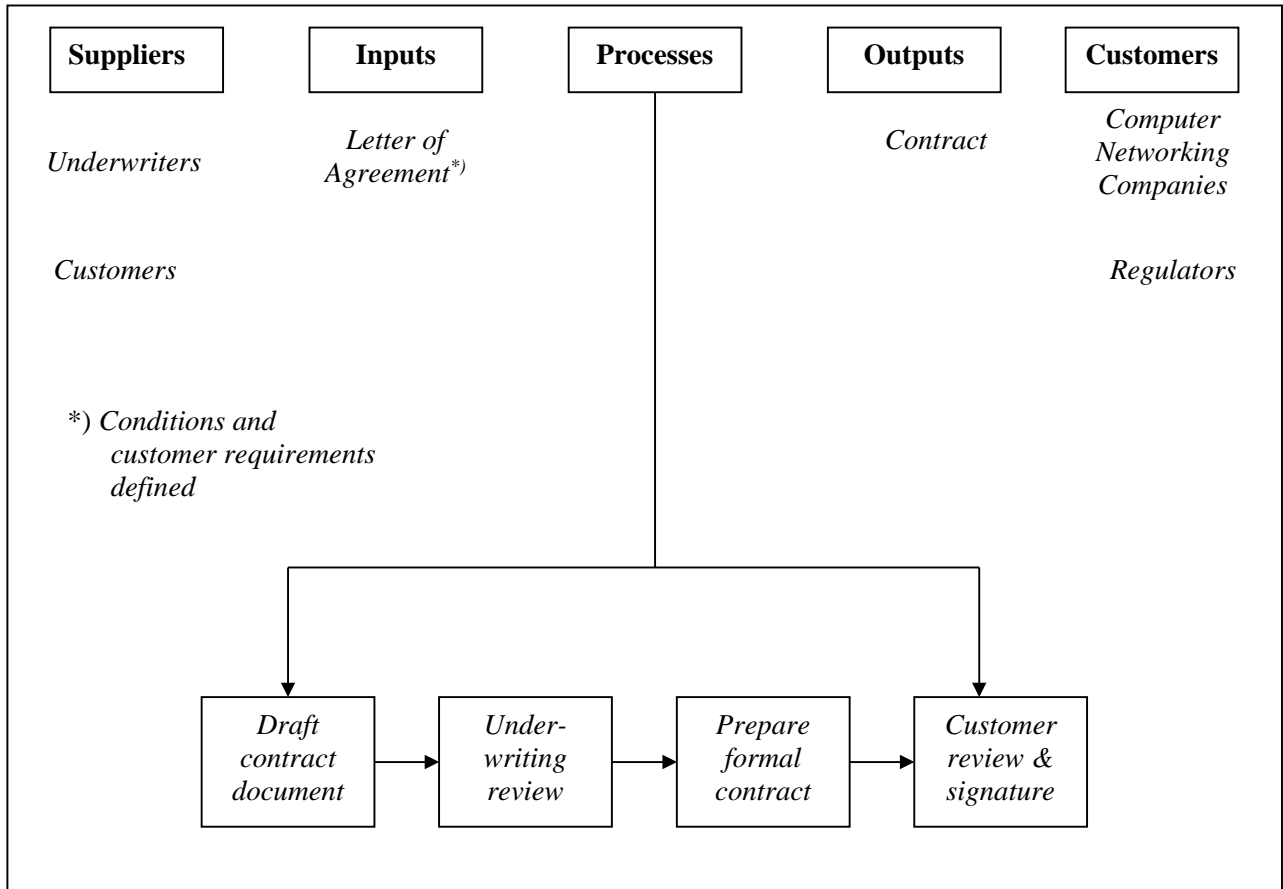 Suppliers
Inputs
Processes
Outputs
Customers
Underwriters
Letter of
Agreement*)
Contract
Computer
Networking
Companies
Customers
Regulators
*) Conditions and
customer requirements
defined
Draft
contract
document
Under-
writing
review
Prepare
formal
contract
Customer
review &
signature